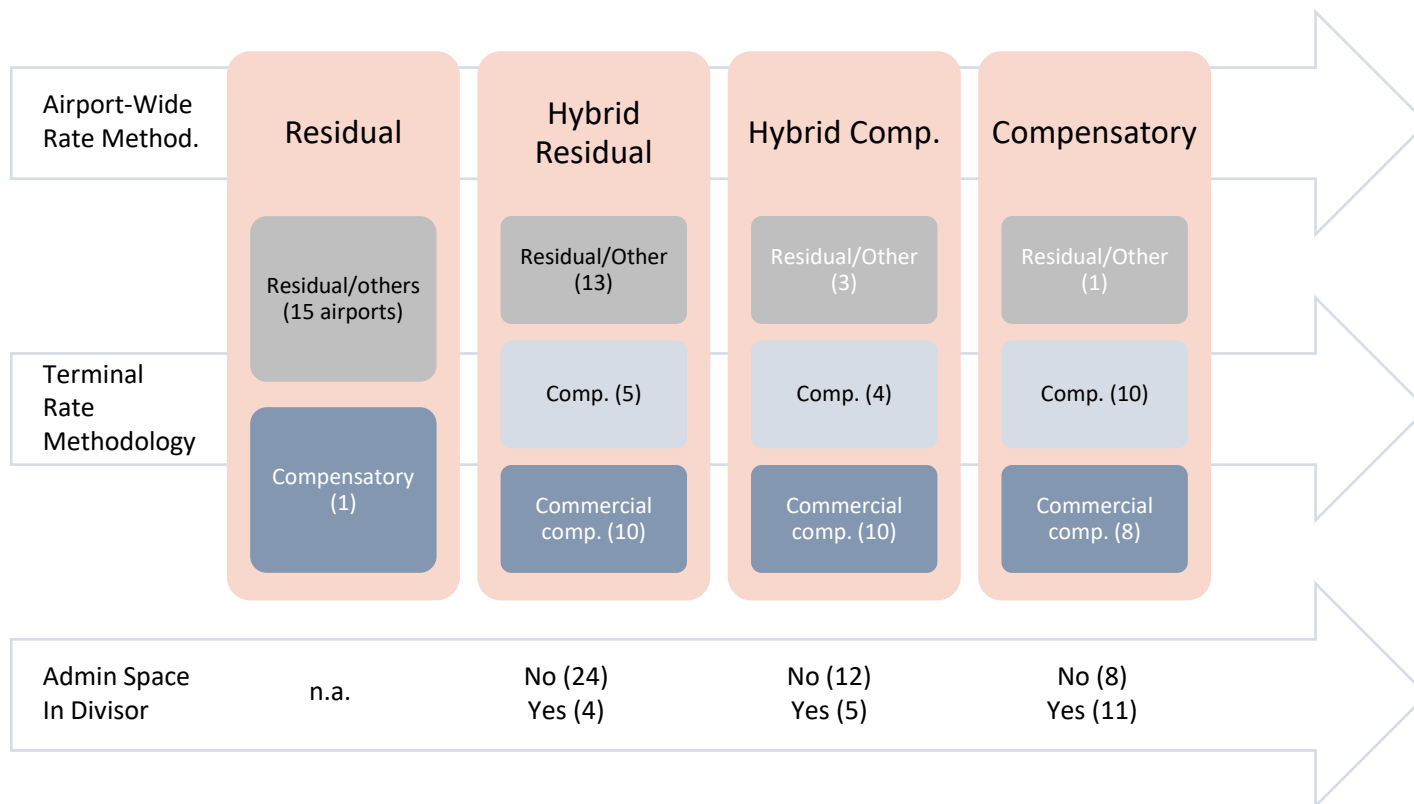 Airport-Wide
Rate Method.
Residual
Hybrid
Residual
Hybrid Comp.
Compensatory
Terminal
Rate
Methodology
Residual/others
(15 airports)
Compensatory
(1)
Residual/Other
(13)
Comp. (5)
Commercial
comp. (10)
Residual/Other
(3)
Comp. (4)
Commercial
comp. (10)
Residual/Other
(1)
Comp. (10)
Commercial
comp. (8)
Admin Space
In Divisor
n.a.
No (24)
Yes (4)
No (12)
Yes (5)
No (8)
Yes (11)